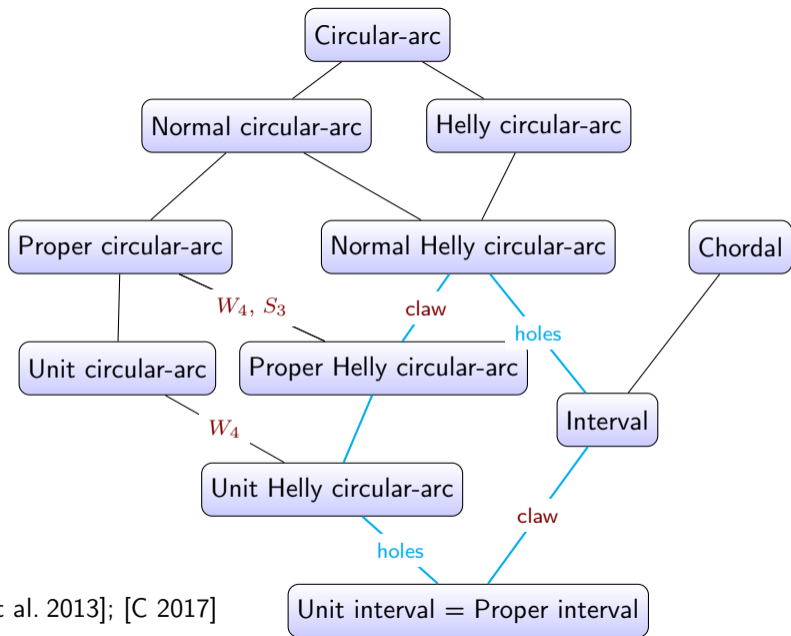 Circular-arc
Normal circular-arc
Helly circular-arc
Proper circular-arc
Normal Helly circular-arc
Chordal
W₄, S₃
claw
holes
Unit circular-arc
Proper Helly circular-arc
Interval
W₄
Unit Helly circular-arc
claw
holes
al. 2013]; [C 2017]
Unit interval = Proper interval